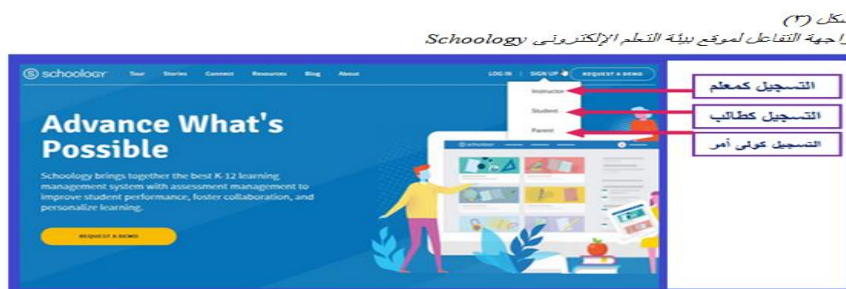 شكل (٣)
واجهة التفاعل لموقع بيئة التعلم الإلكتروني Schoology
schoology Tour Stories Connect Resources Blog About LOG IN | SIGN UP REQUEST A DEMO
Instructor
التسجيل كمعلم
Student
التسجيل كطالب
Parent
التسجيل كولى أمر
Advance What's
Possible
Schoology brings together the best K-12 learning
management system with assessment management to
improve student performance, foster collaboration, and
personalize learning.
REQUEST A DEMO
schoology